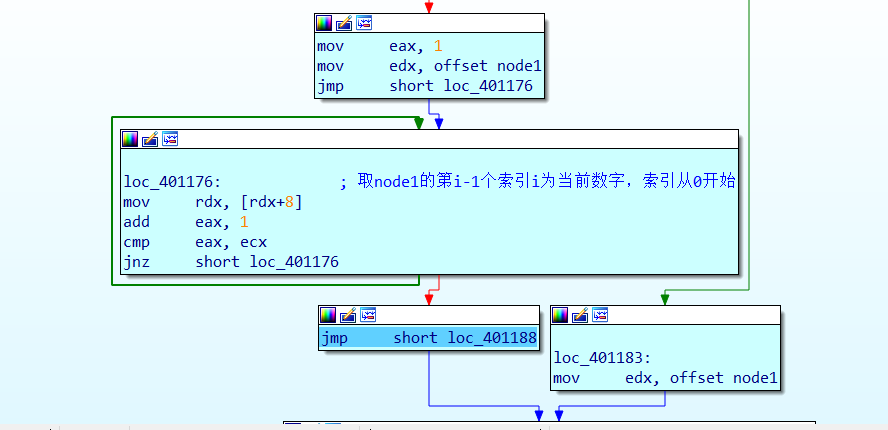 mov eax, 1
mov edx, offset node1
jmp short loc_401176
loc_401176: ; 取node1的第i-1个索引i为当前数字，索引从0开始
mov rdx, [rdx+8]
add eax, 1
cmp eax, ecx
jnz short loc_401176
jmp short loc_401188
loc_401183:
mov edx, offset node1